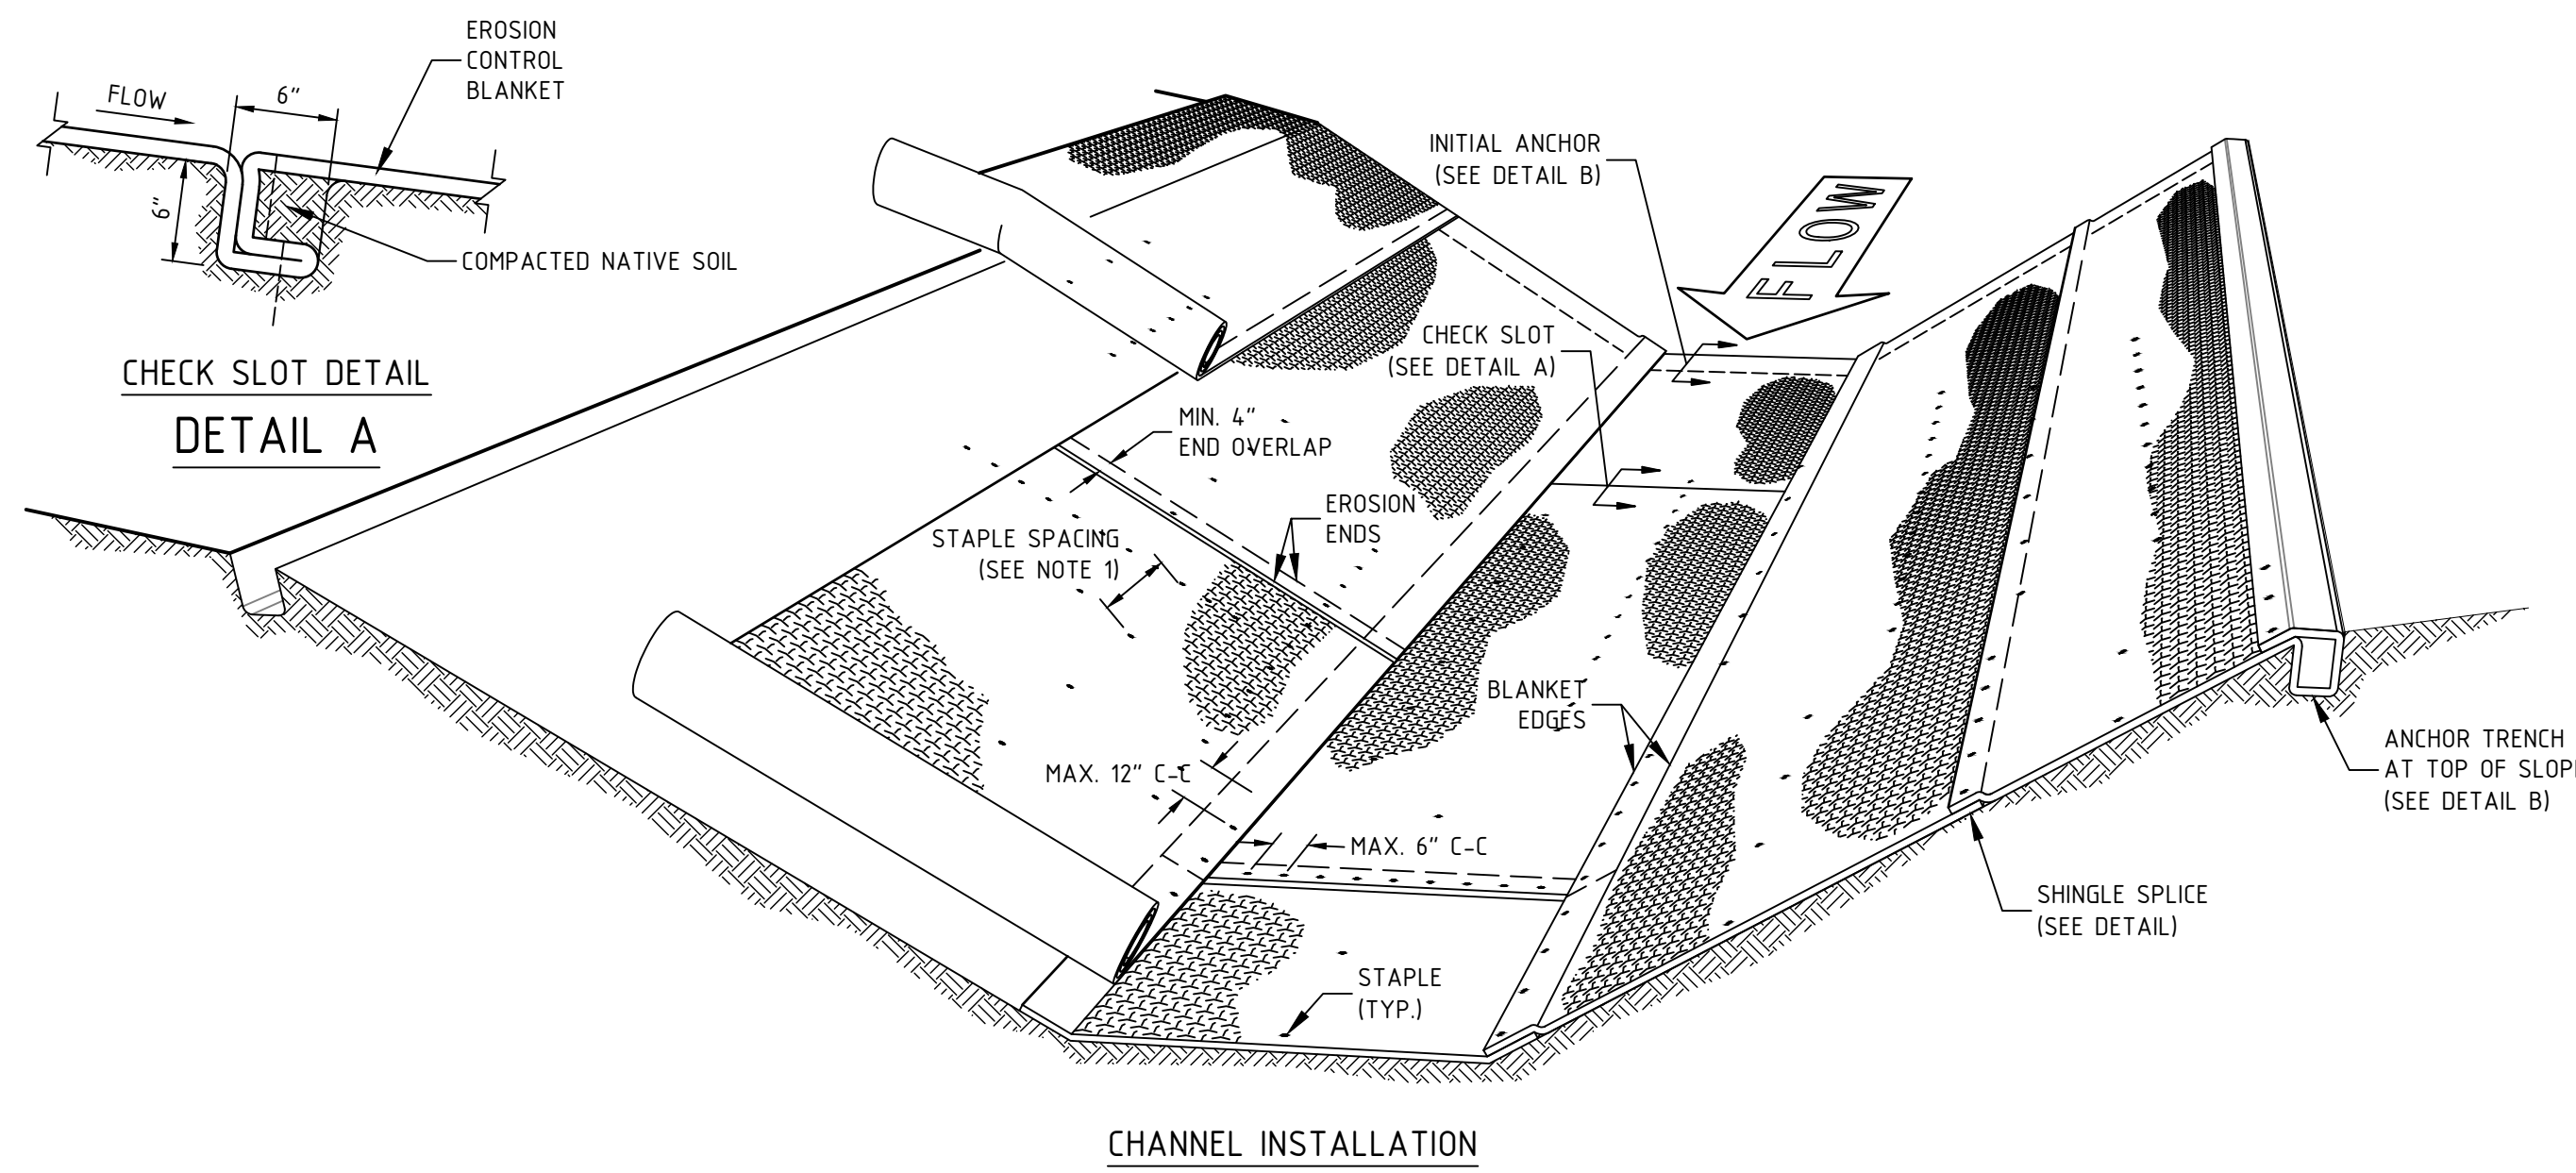 EROSION
CONTROL
BLANKET
FLOW
6"
6"
COMPACTED NATIVE SOIL
CHECK SLOT DETAIL
DETAIL A
INITIAL ANCHOR
(SEE DETAIL B)
FLOW
CHECK SLOT
(SEE DETAIL A)
MIN. 4"
END OVERLAP
EROSION
ENDS
STAPLE SPACING
(SEE NOTE 1)
BLANKET
EDGES
MAX. 12" C-C
MAX. 6" C-C
ANCHOR TRENCH
AT TOP OF SLOP
(SEE DETAIL B)
SHINGLE SPLICE
(SEE DETAIL)
STAPLE
(TYP.)
CHANNEL INSTALLATION